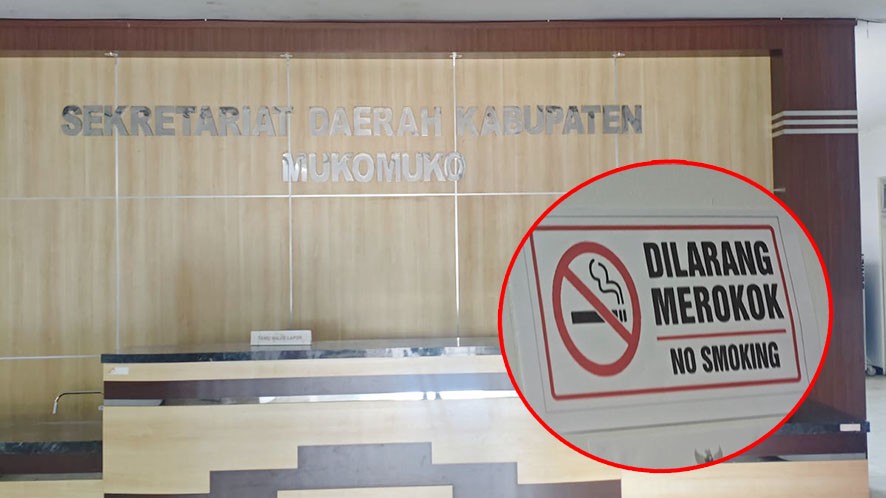 SEKRETARIAT DAERAH KABUPATEN
MUKOMUKO
DILARANG
MEROKOK
NO SMOKING